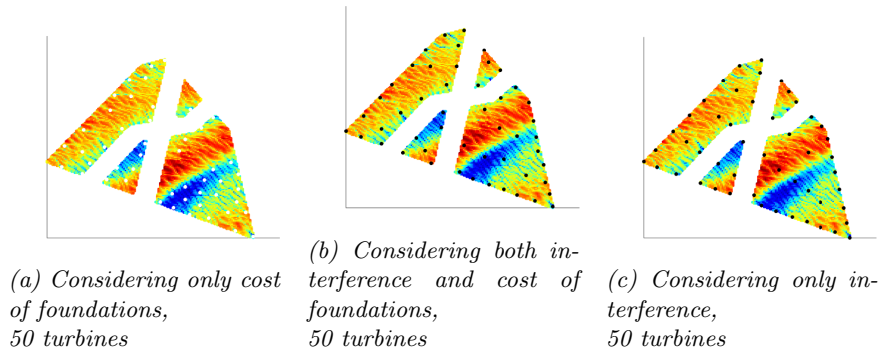 (a) Considering only cost
of foundations,
50 turbines
(b) Considering both in-
terference and cost of
foundations,
50 turbines
(c) Considering only in-
terference,
50 turbines